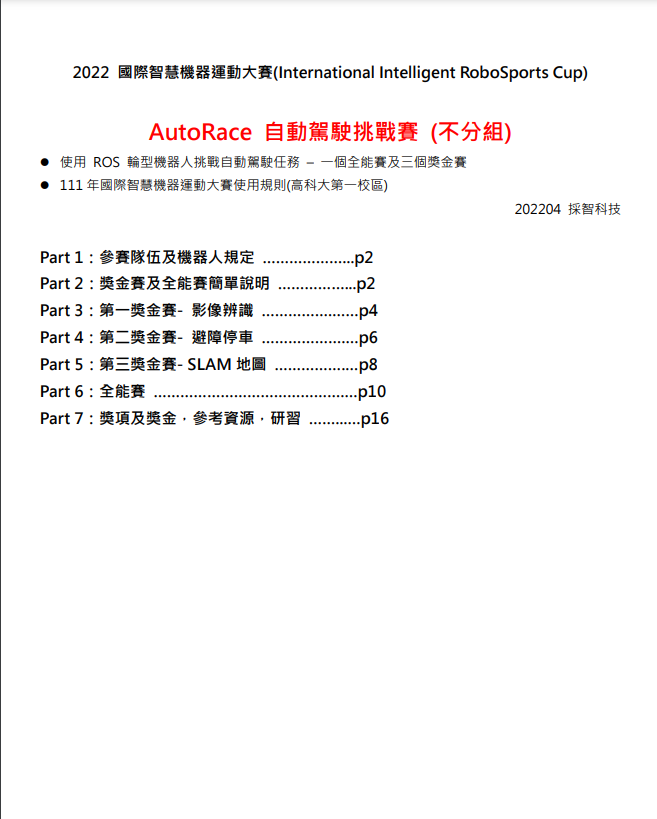 2022 國際智慧機器運動大賽(International Intelligent RoboSports Cup)
AutoRace 自動駕駛挑戰賽 (不分組)
● 使用 ROS 輪型機器人挑戰自動駕駛任務 – 一個全能賽及三個獎金賽
● 111 年國際智慧機器運動大賽使用規則(高科大第一校區)
202204 採智科技
Part 1：參賽隊伍及機器人規定 .....................p2
Part 2：獎金賽及全能賽簡單說明 ..................p2
Part 3：第一獎金賽- 影像辨識 ......................p4
Part 4：第二獎金賽- 避障停車 ......................p6
Part 5：第三獎金賽- SLAM 地圖 ...................p8
Part 6：全能賽 ..............................................p10
Part 7：獎項及獎金，參考資源，研習 ............p16